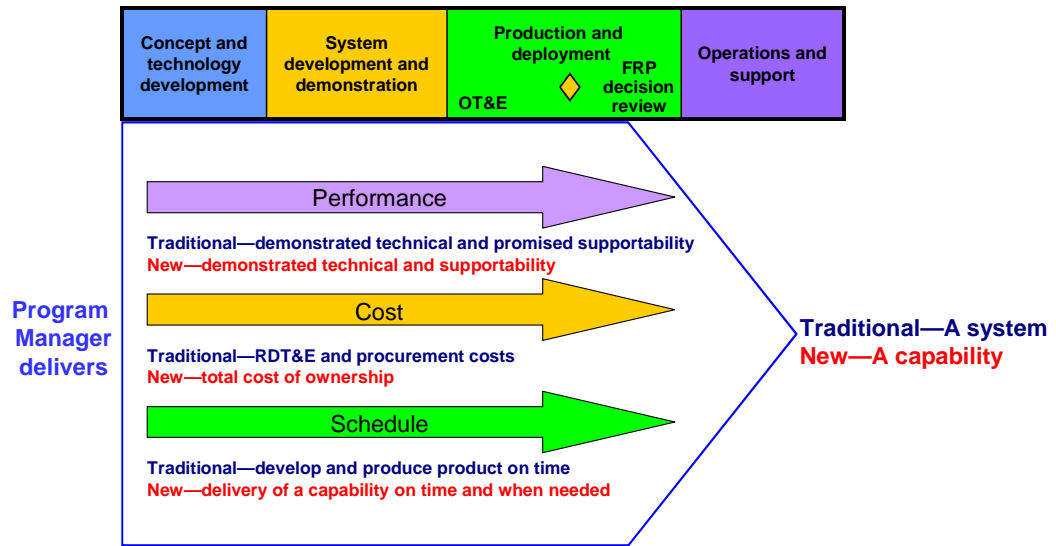 Concept and
technology
development
System
development and
demonstration
Production and
deployment
OT&E
FRP
decision
review
Operations and
support
Program
Manager
delivers
Performance
Traditional—demonstrated technical and promised supportability
New—demonstrated technical and supportability
Cost
Traditional—RDT&E and procurement costs
New—total cost of ownership
Schedule
Traditional—develop and produce product on time
New—delivery of a capability on time and when needed
Traditional—A system
New—A capability